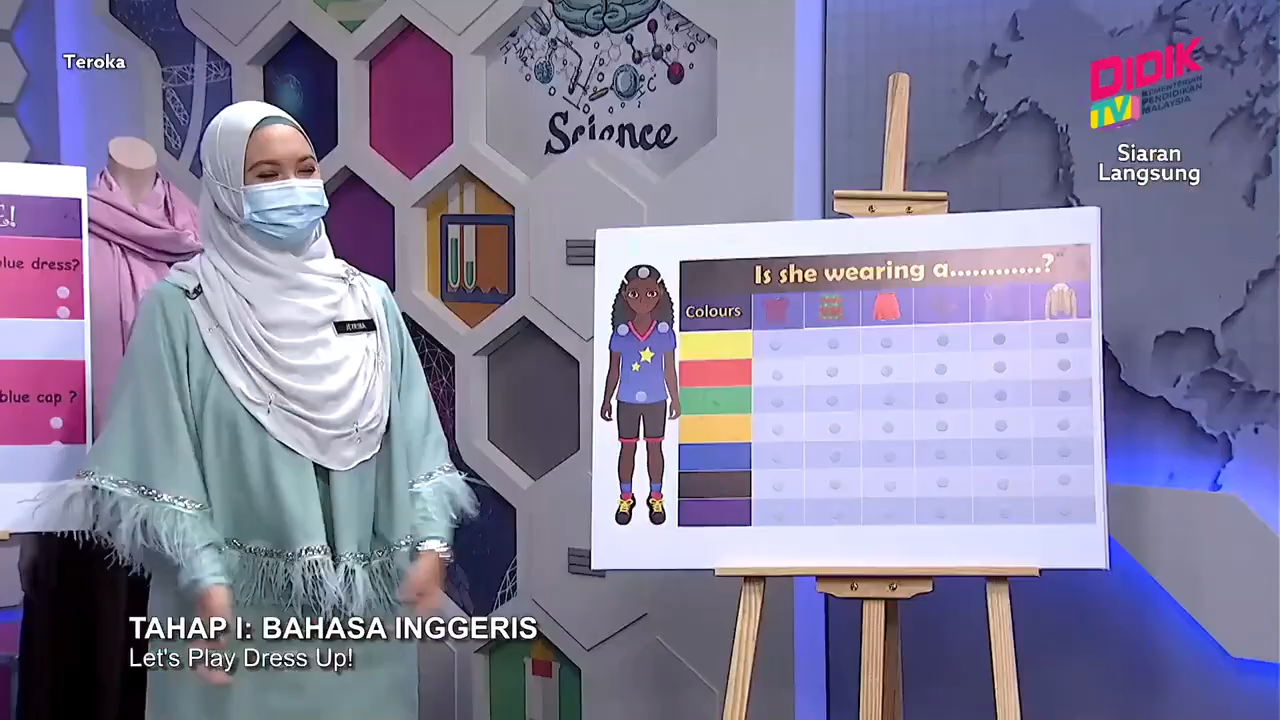 Teroka
Science
DIDIK
TV
KEMENTERIAN
PENDIDIKAN
MALAYSIA
Siaran
Langsung
E!
blue dress?
blue cap ?
Is she wearing a.............?
Colours
TAHAP I: BAHASA INGGERIS
Let's Play Dress Up!